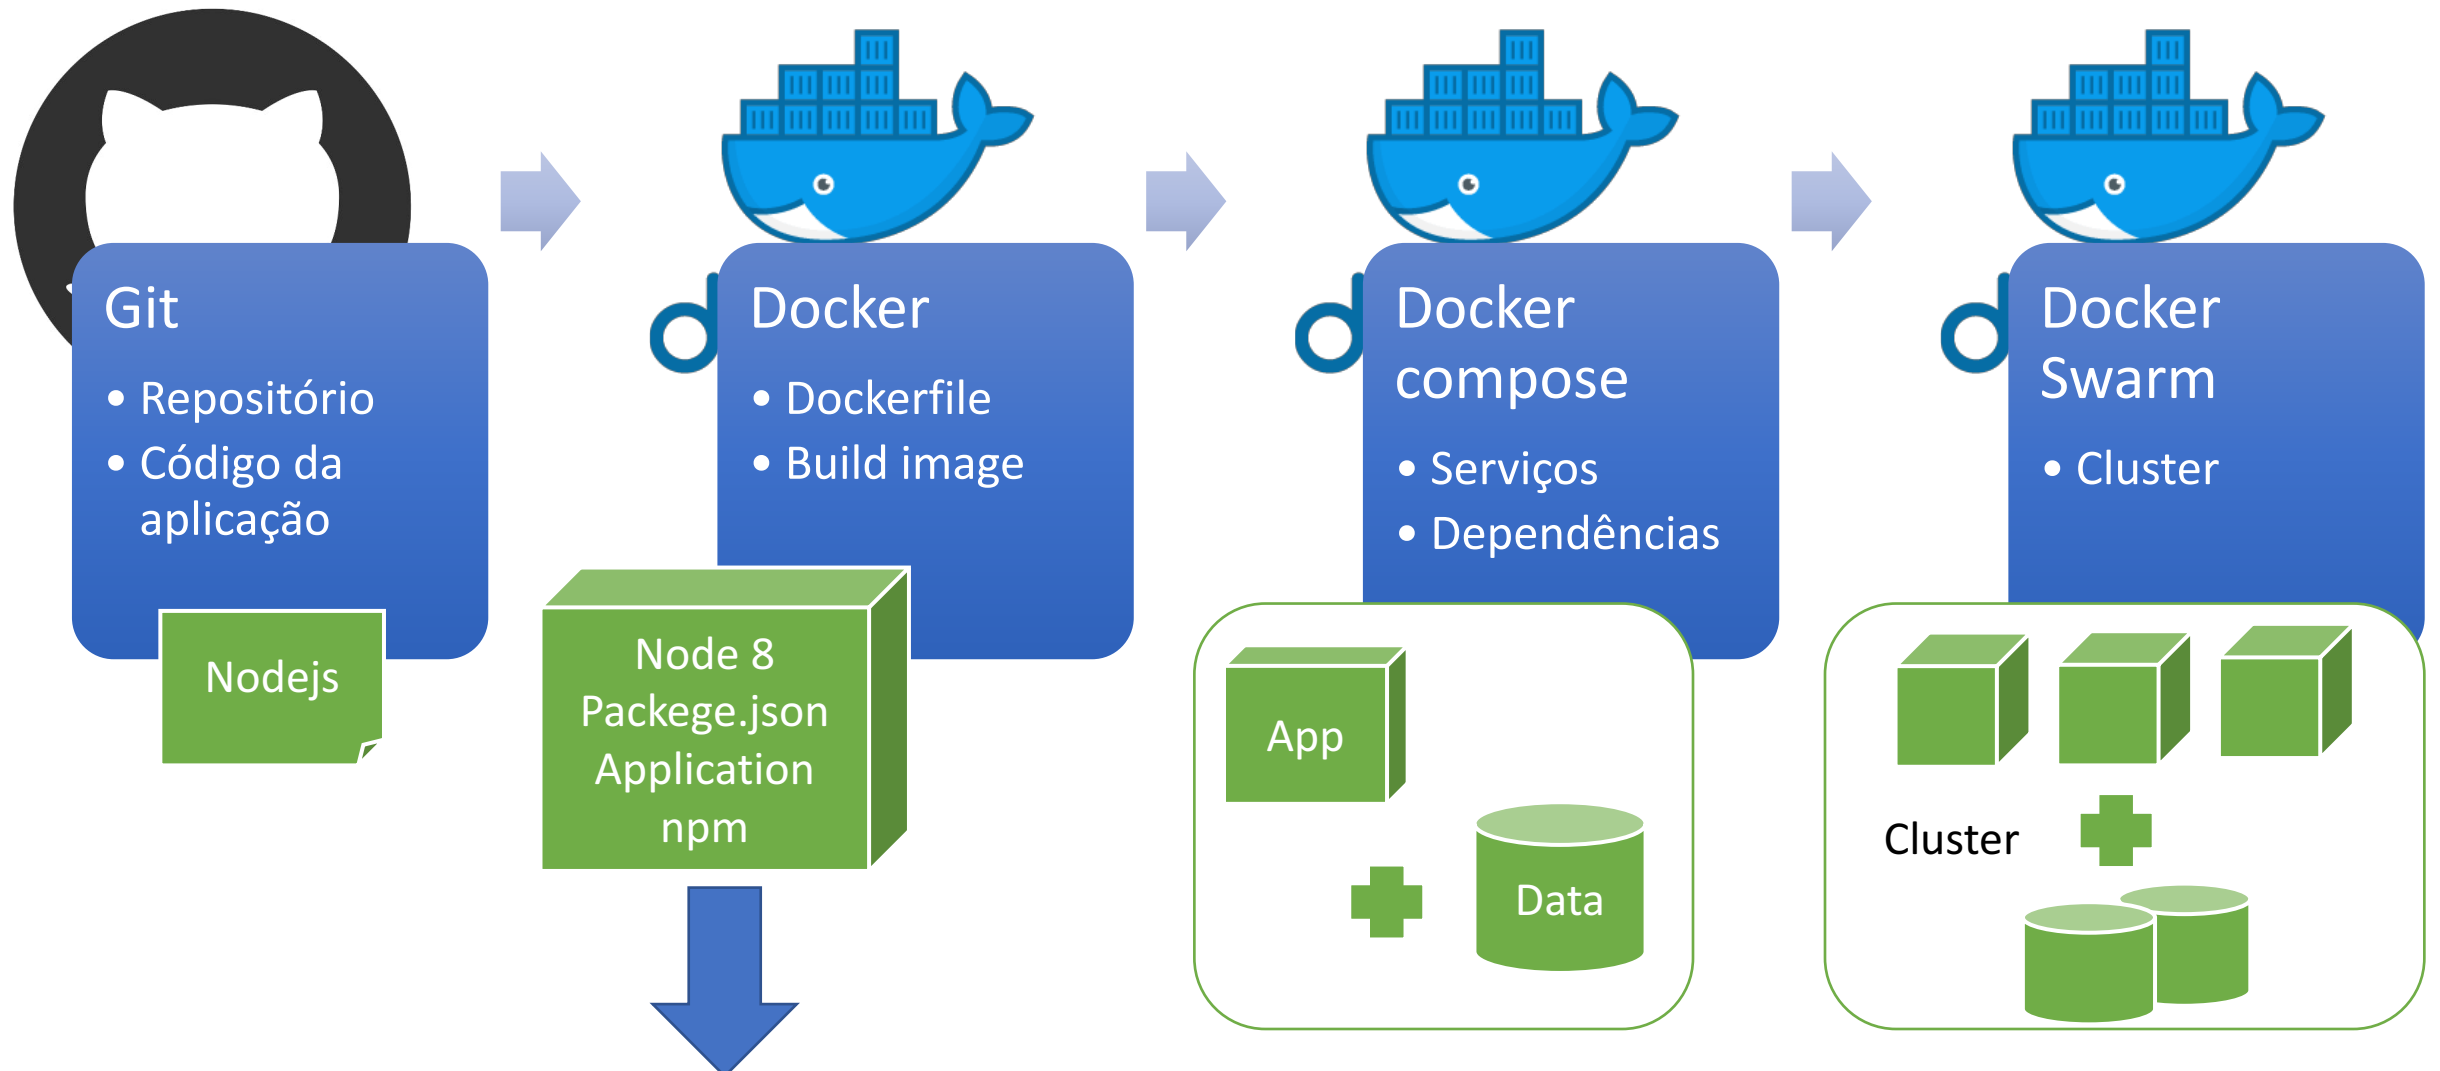 Git
• Repositório
• Código da
aplicação
Nodejs
Docker
• Dockerfile
• Build image
Node 8
Packege.json
Application
npm
Docker
compose
• Serviços
• Dependências
App
Data
Docker
Swarm
• Cluster
Cluster